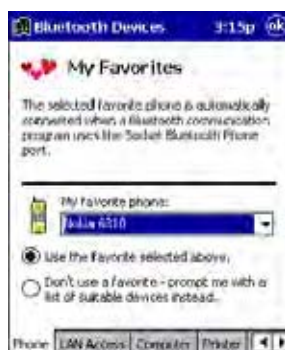 Bluetooth Devices 3:15p ok
My Favorites
The selected favorite phone is automatically
connected when a Bluetooth communication
program uses the Socket Bluetooth Phone
port.
My favorite phone:
Nokia 6310
Use the favorite selected above.
Don't use a favorite - prompt me with a
list of suitable devices instead.
Phone LAN Access Computer Printer